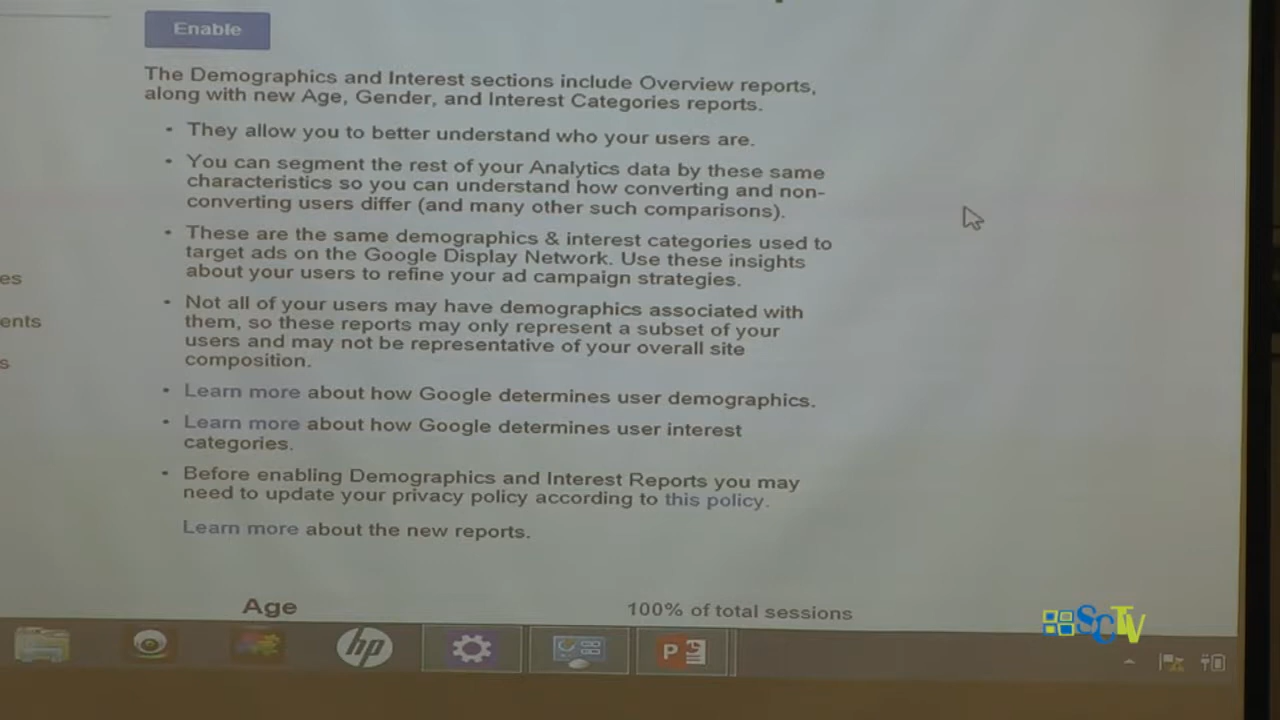 Enable
The Demographics and Interest sections include Overview reports,
along with new Age, Gender, and Interest Categories reports.
• They allow you to better understand who your users are.
• You can segment the rest of your Analytics data by these same
characteristics so you can understand how converting and non-
converting users differ (and many other such comparisons).
• These are the same demographics & interest categories used to
target ads on the Google Display Network. Use these insights
about your users to refine your ad campaign strategies.
es
ents
s
• Not all of your users may have demographics associated with
them, so these reports may only represent a subset of your
users and may not be representative of your overall site
composition.
• Learn more about how Google determines user demographics.
• Learn more about how Google determines user interest
categories.
• Before enabling Demographics and Interest Reports you may
need to update your privacy policy according to this policy.
Learn more about the new reports.
Age
100% of total sessions
hp
P
SCTV